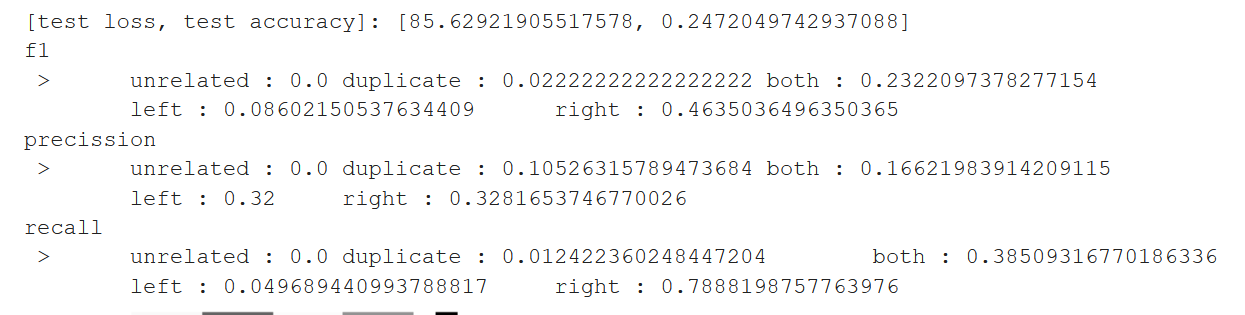 [test loss, test accuracy]: [85.62921905517578, 0.2472049742937088]
f1
> unrelated : 0.0 duplicate : 0.02222222222222222 both : 0.2322097378277154
left : 0.08602150537634409 right : 0.4635036496350365
precission
> unrelated : 0.0 duplicate : 0.10526315789473684 both : 0.16621983914209115
left : 0.32 right : 0.3281653746770026
recall
> unrelated : 0.0 duplicate : 0.012422360248447204 both : 0.38509316770186336
left : 0.049689440993788817 right : 0.7888198757763976